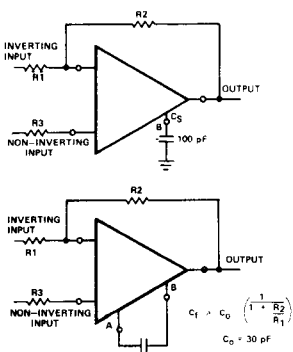 R2
INVERTING
INPUT
R1
OUTPUT
CS
B
100 pF
R3
NON-INVERTING
INPUT
R2
INVERTING
INPUT
R1
OUTPUT
B
R3
NON-INVERTING
INPUT
A
Cf > Co (1 / 1 + R2 / R1)
Co = 30 pF